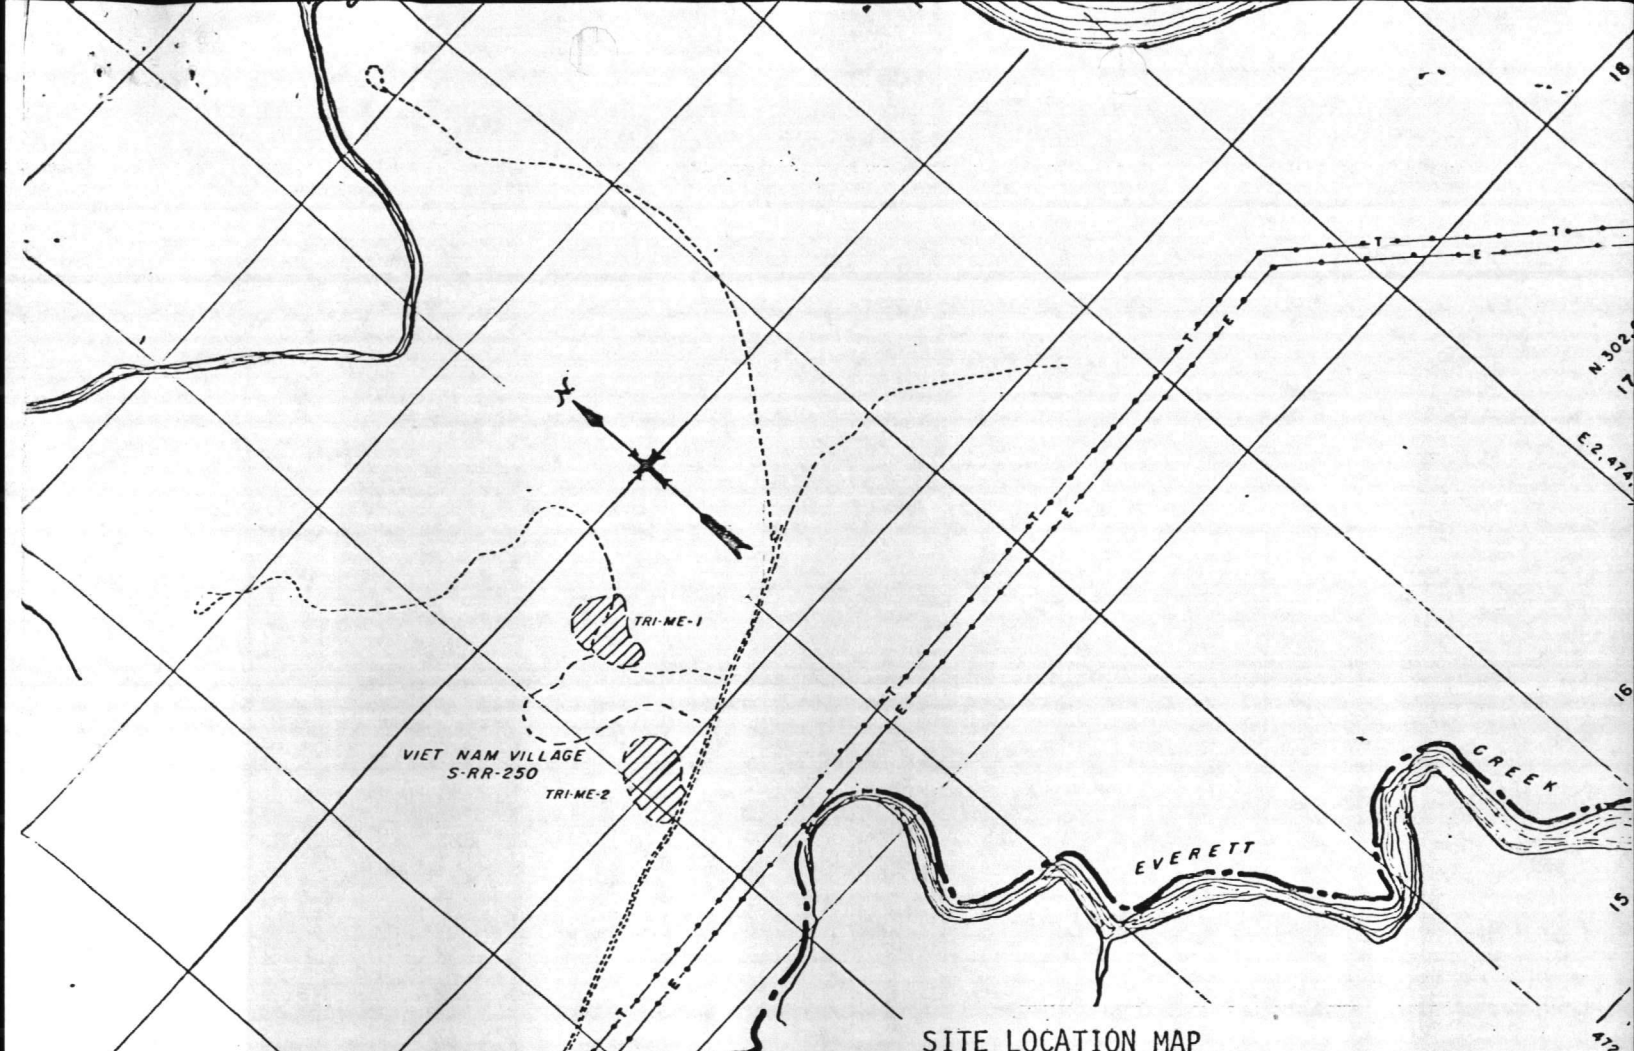 18
T
T
E
T
E
N.302,
17
E.2,474,
T
E
TRI-ME-1
16
T
E
VIET NAM VILLAGE
S-RR-250
TRI-ME-2
CREEK
EVERETT
15
T
E
SITE LOCATION MAP
472